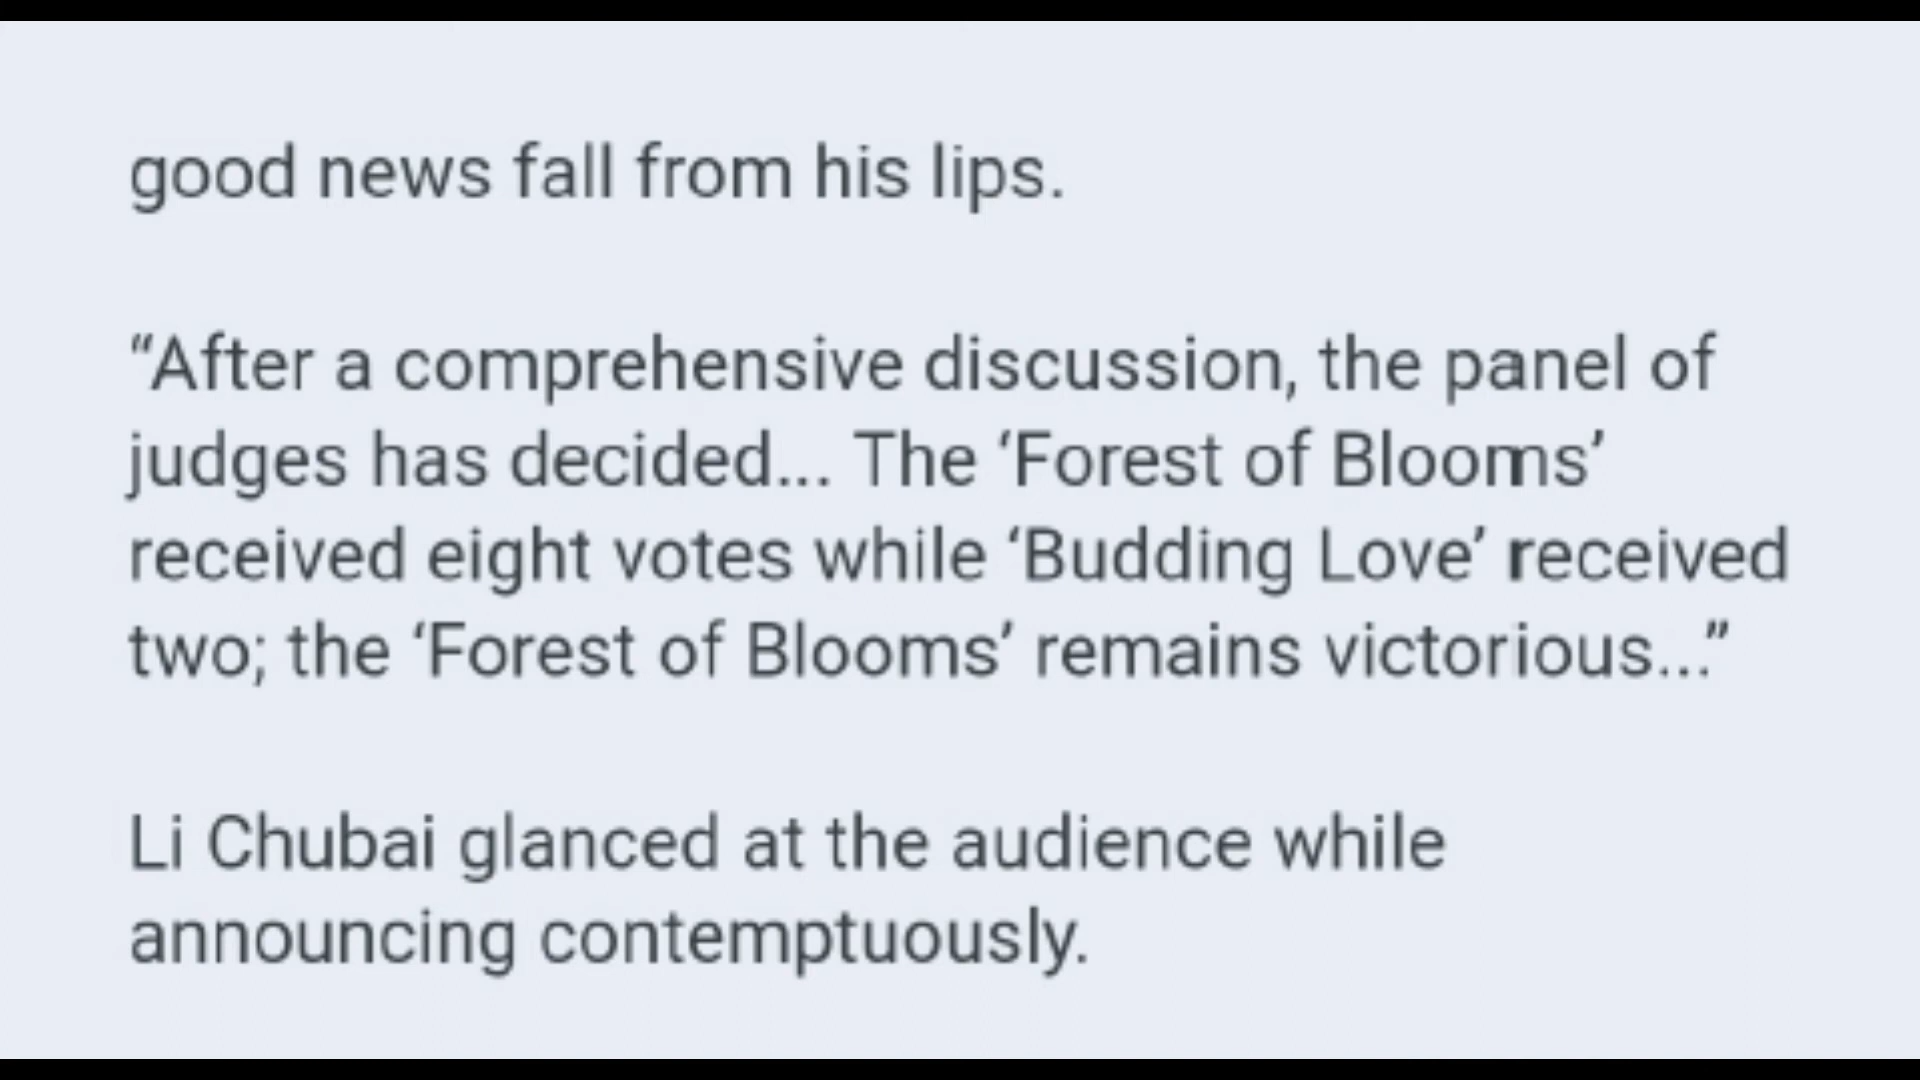 good news fall from his lips.
“After a comprehensive discussion, the panel of
judges has decided... The ‘Forest of Blooms’
received eight votes while ‘Budding Love’ received
two; the ‘Forest of Blooms’ remains victorious...”
Li Chubai glanced at the audience while
announcing contemptuously.